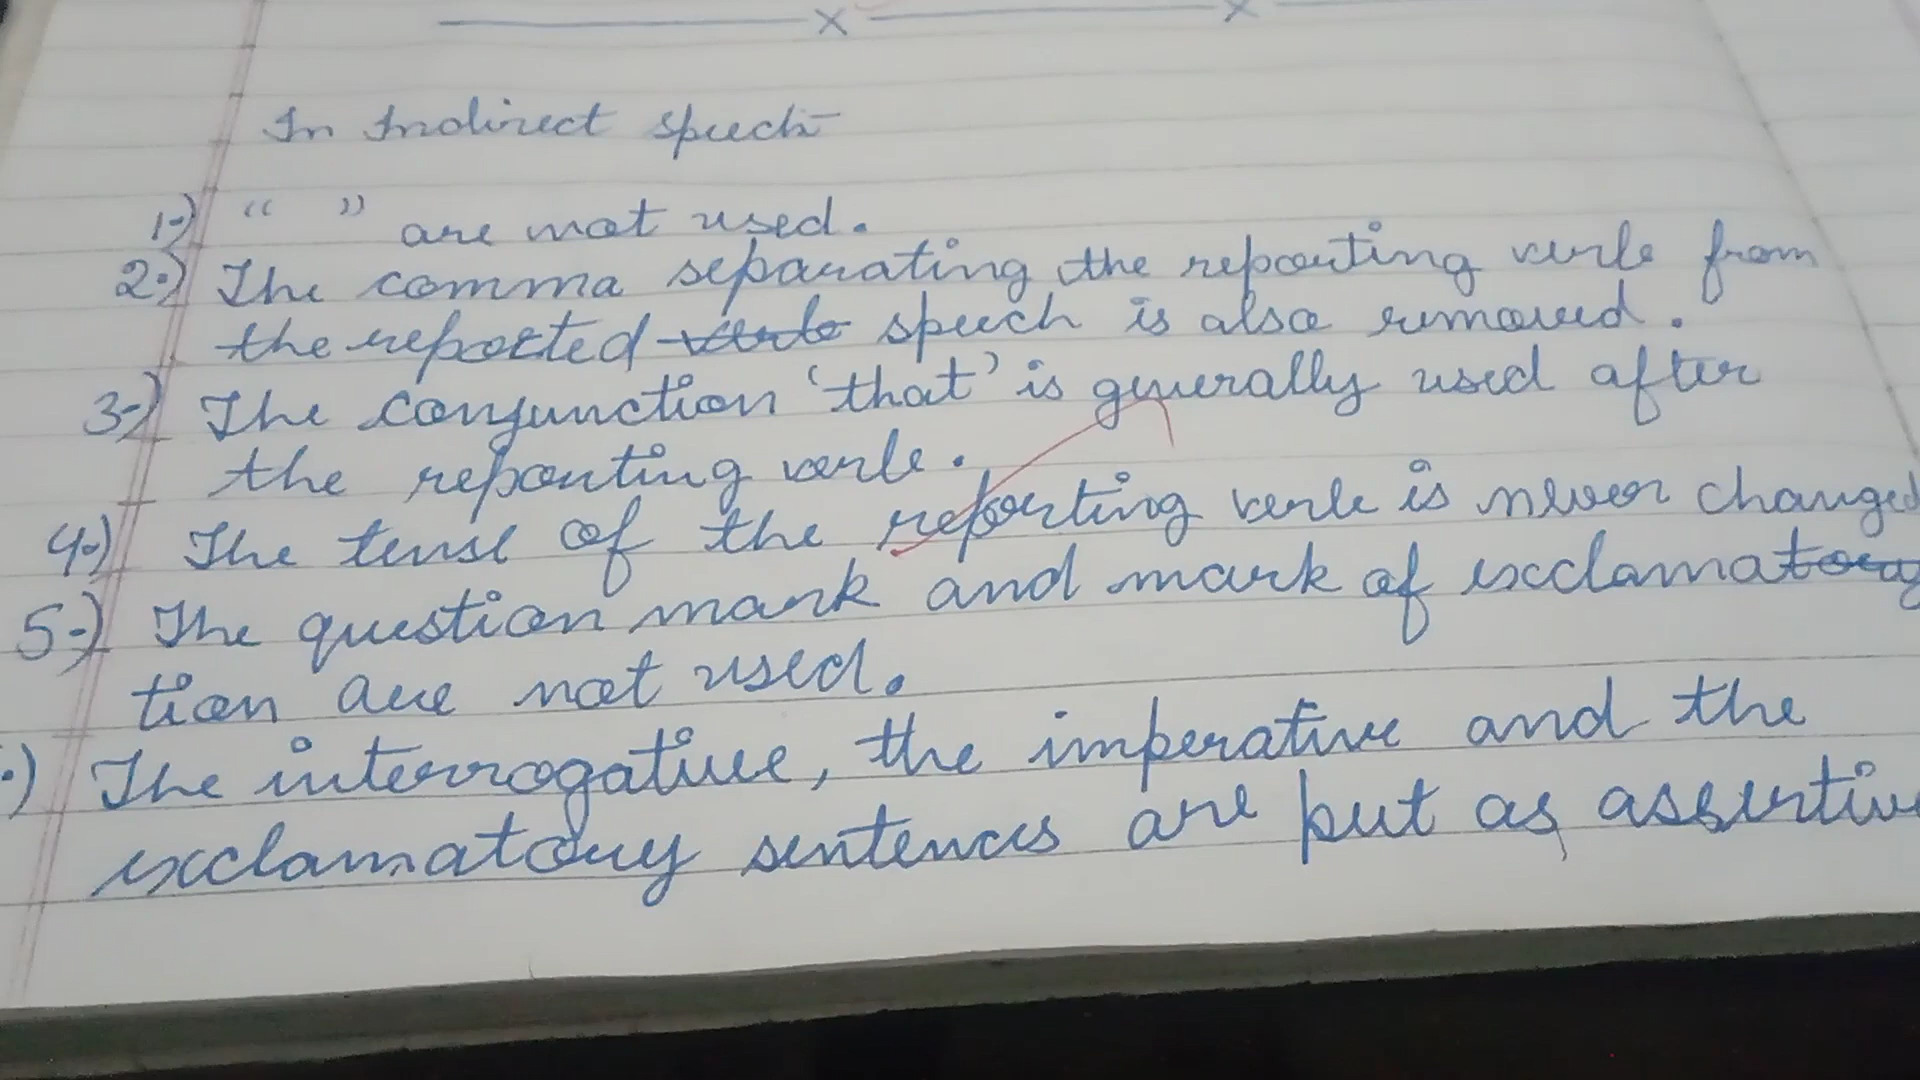 In Indirect speech
1.) “ ” are not used.
2.) The comma separating the reporting verb from
the reported verb speech is also removed.
3.) The conjunction ‘that’ is generally used after
the reporting verb.
4.) The tense of the reporting verb is never changed
5.) The question mark and mark of exclamatory
tion are not used.
.) The interrogative, the imperative and the
exclamatory sentences are but as assertive